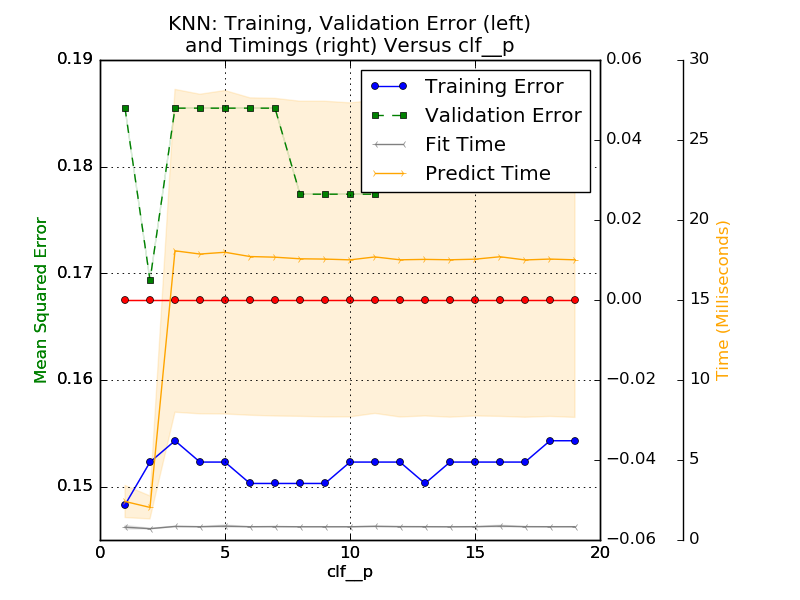 KNN: Training, Validation Error (left)
and Timings (right) Versus clf__p
Training Error
Validation Error
Fit Time
Predict Time
Mean Squared Error
0.19
0.18
0.17
0.16
0.15
0.06
0.04
0.02
0.00
−0.02
−0.04
−0.06
30
25
20
15
10
5
0
Time (Milliseconds)
0 5 10 15 20
clf__p